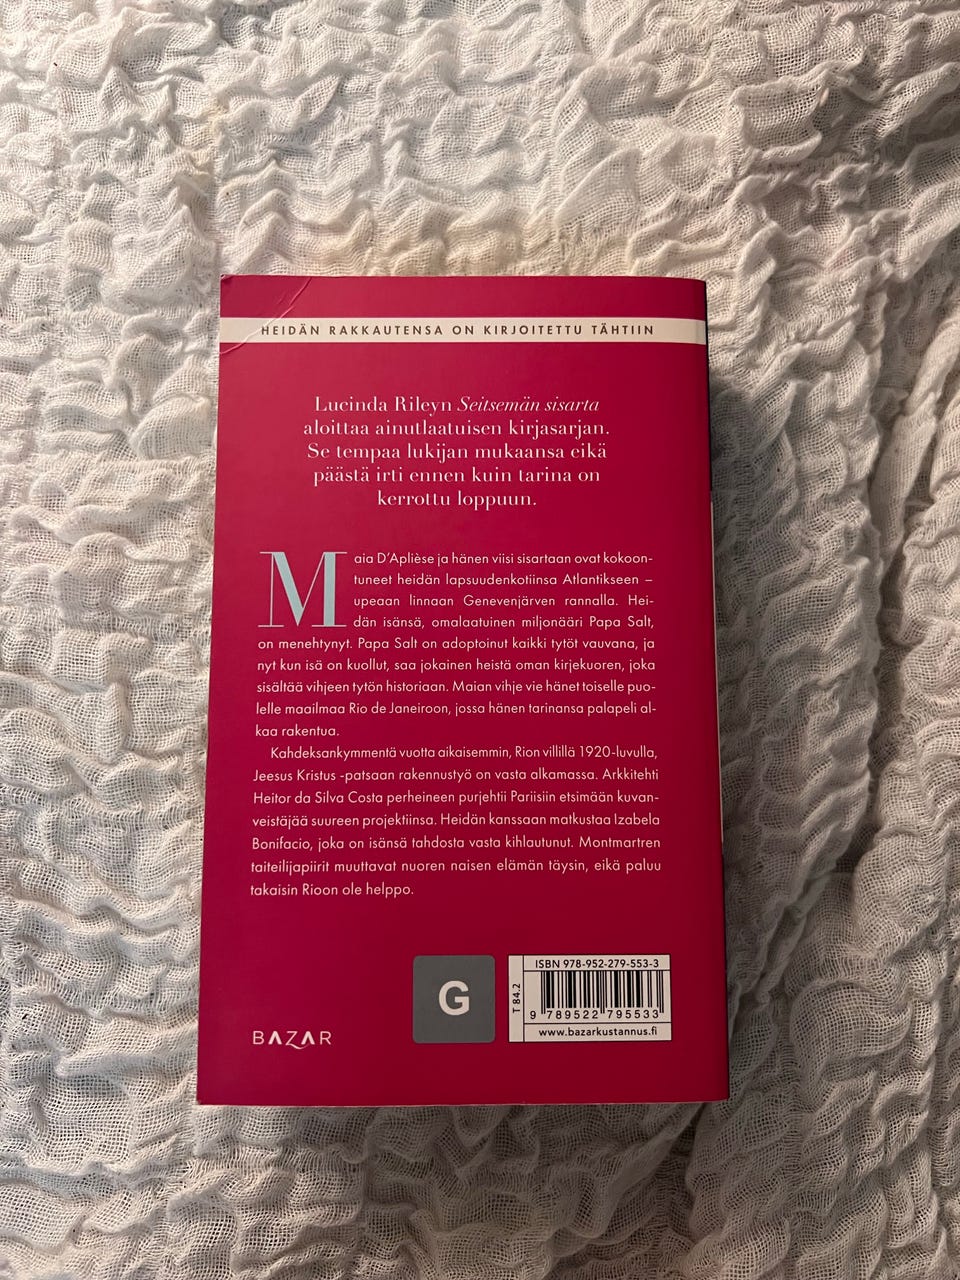 HEIDÄN RAKKAUTENSA ON KIRJOITETTU TÄHTIIN
Lucinda Rileyn Seitsemän sisarta
aloittaa ainutlaatuisen kirjasarjan.
Se tempaa lukijan mukaansa eikä
päästä irti ennen kuin tarina on
kerrottu loppuun.
Maia D'Aplièse ja hänen viisi sisartaan ovat kokoon-
tuneet heidän lapsuudenkotiinsa Atlantikseen –
upeaan linnaan Genevenjärven rannalla. Hei-
dän isänsä, omalaatuinen miljonääri Papa Salt,
on menehtynyt. Papa Salt on adoptoinut kaikki tytöt vauvana, ja
nyt kun isä on kuollut, saa jokainen heistä oman kirjekuoren, joka
sisältää vihjeen tytön historiaan. Maian vihje vie hänet toiselle puo-
lelle maailmaa Rio de Janeiroon, jossa hänen tarinansa palapeli al-
kaa rakentua.
Kahdeksankymmentä vuotta aikaisemmin, Rion villillä 1920-luvulla,
Jeesus Kristus -patsaan rakennustyö on vasta alkamassa. Arkkitehti
Heitor da Silva Costa perheineen purjehtii Pariisiin etsimään kuvan-
veistäjää suureen projektiinsa. Heidän kanssaan matkustaa Izabela
Bonifacio, joka on isänsä tahdosta vasta kihlautunut. Montmartren
taiteilijapiirit muuttavat nuoren naisen elämän täysin, eikä paluu
takaisin Rioon ole helppo.
BAZAR
G
T 84.2
ISBN 978-952-279-553-3
9 789522 795533
www.bazarkustannus.fi